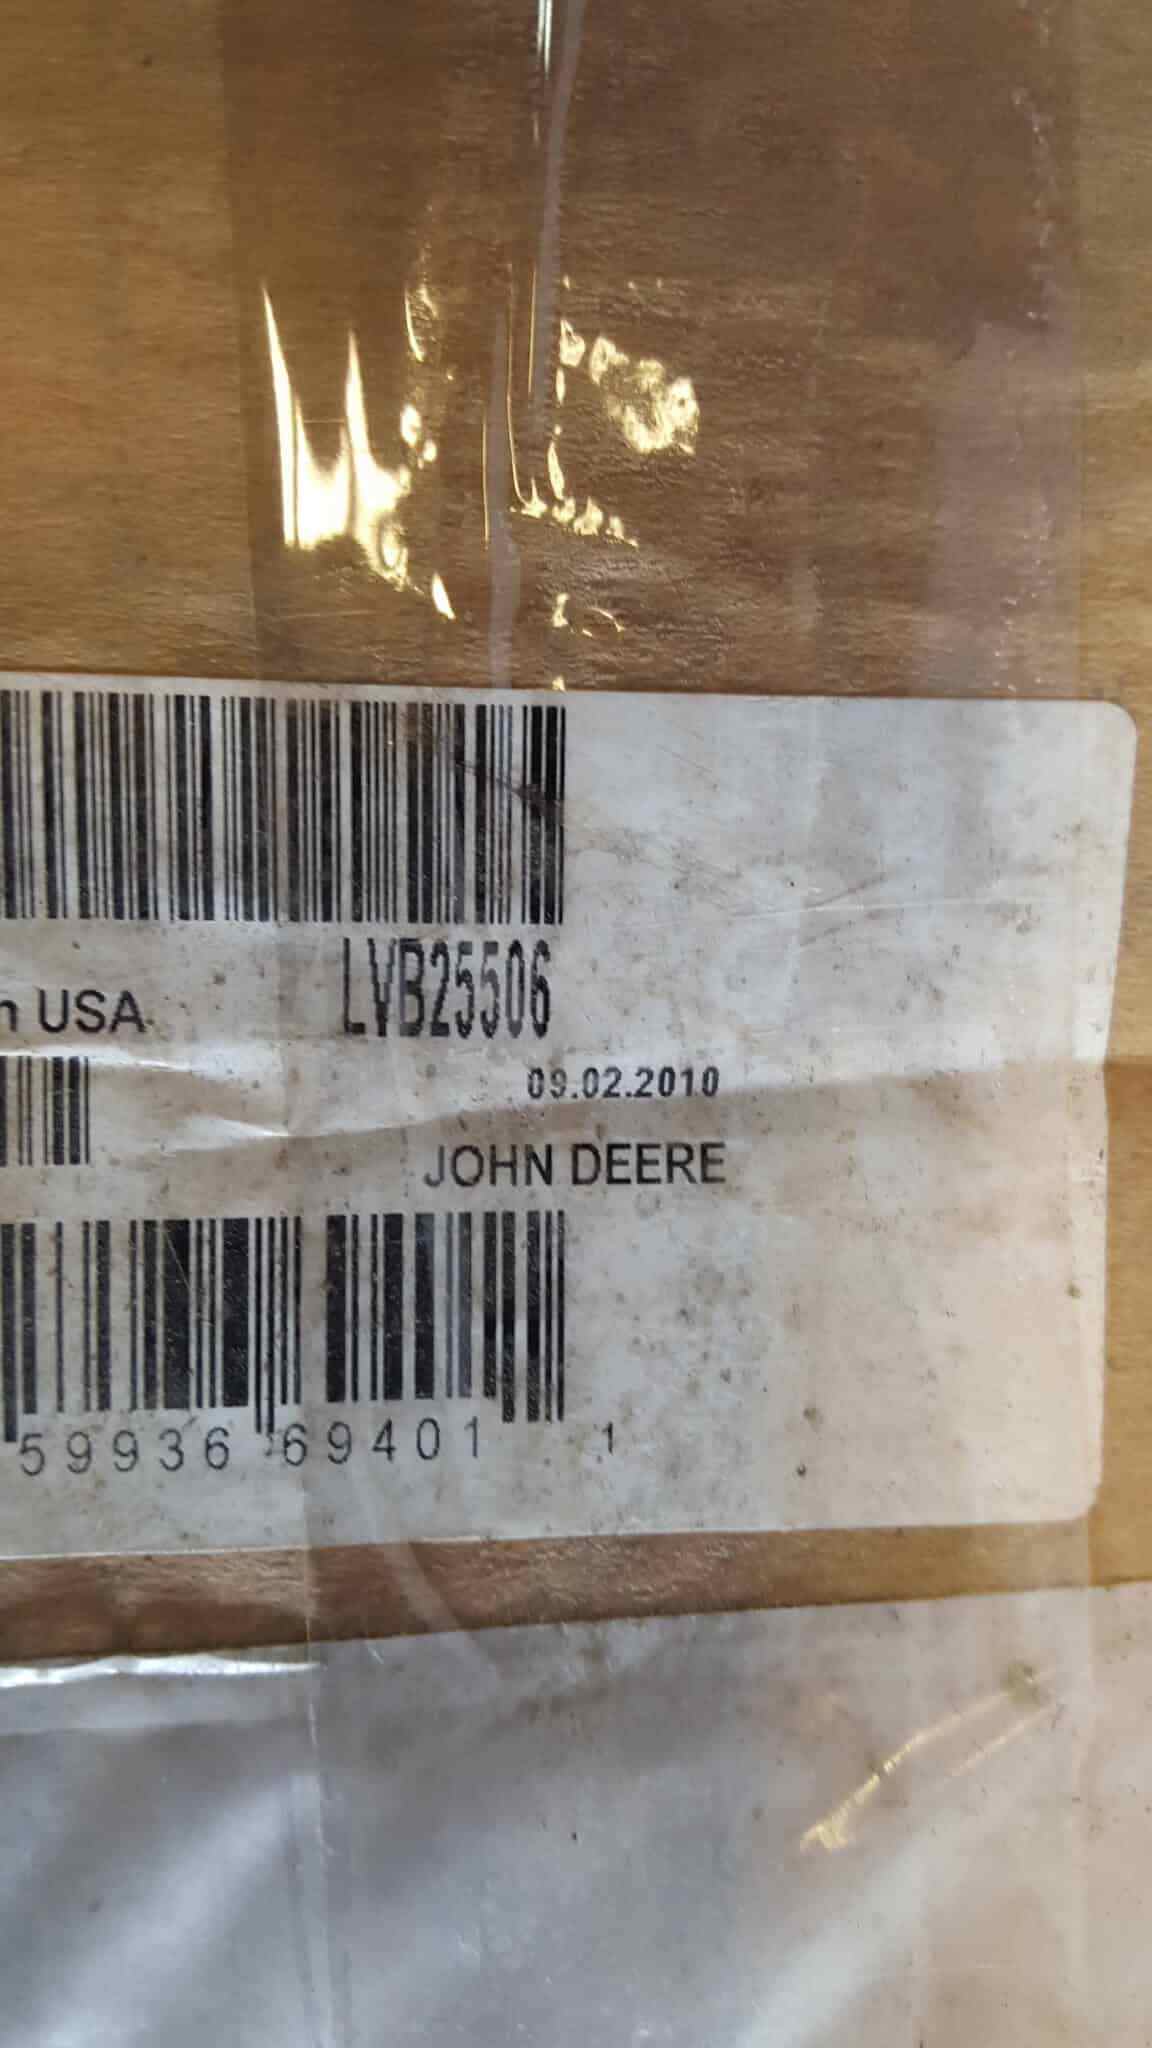 USA LVB25506
09.02.2010
JOHN DEERE
59936 69401 1